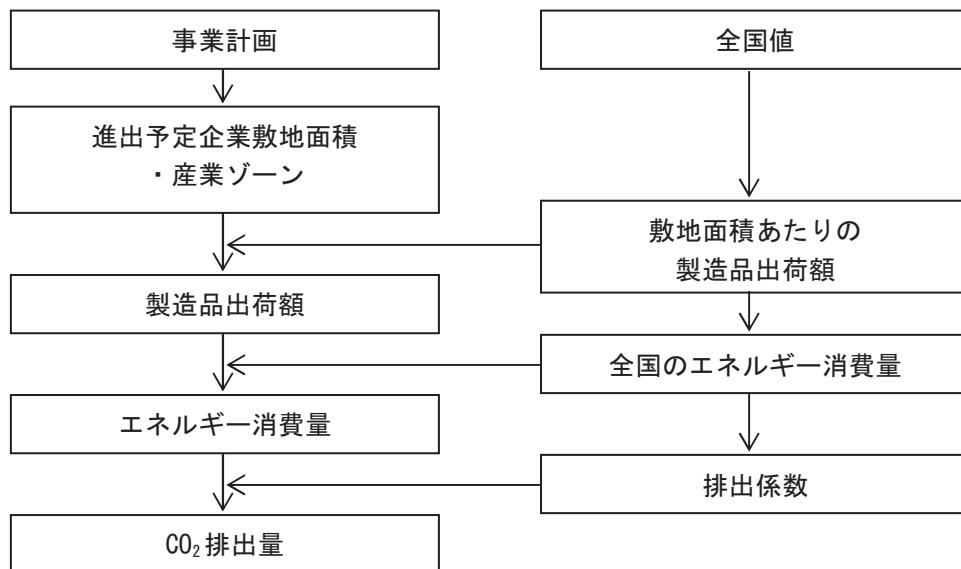 事業計画
全国値
進出予定企業敷地面積
・産業ゾーン
敷地面積あたりの
製造品出荷額
製造品出荷額
全国のエネルギー消費量
エネルギー消費量
排出係数
CO₂排出量